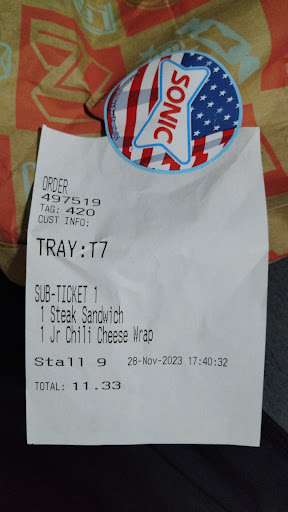 SONIC
ORDER
497519
TAG: 420
CUST INFO:
TRAY:T7
SUB-TICKET 1
1 Steak Sandwich
1 Jr Chili Cheese Wrap
Stall 9 28-Nov-2023 17:40:32
TOTAL: 11.33